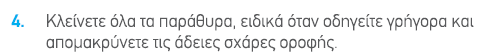 4. Κλείνετε όλα τα παράθυρα, ειδικά όταν οδηγείτε γρήγορα και
απομακρύνετε τις άδειες σχάρες οροφής.